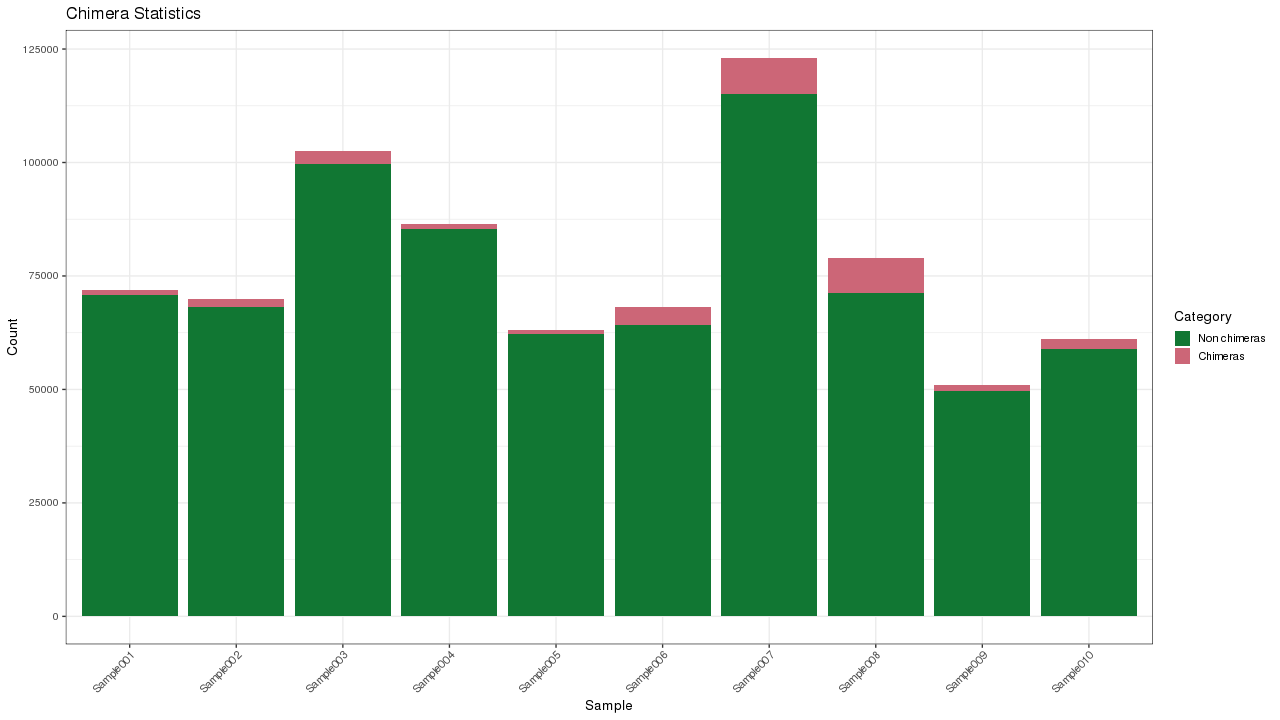 Chimera Statistics
125000
100000
75000
50000
25000
0
Count
Sample001
Sample002
Sample003
Sample004
Sample005
Sample006
Sample007
Sample008
Sample009
Sample010
Sample
Category
Non chimeras
Chimeras